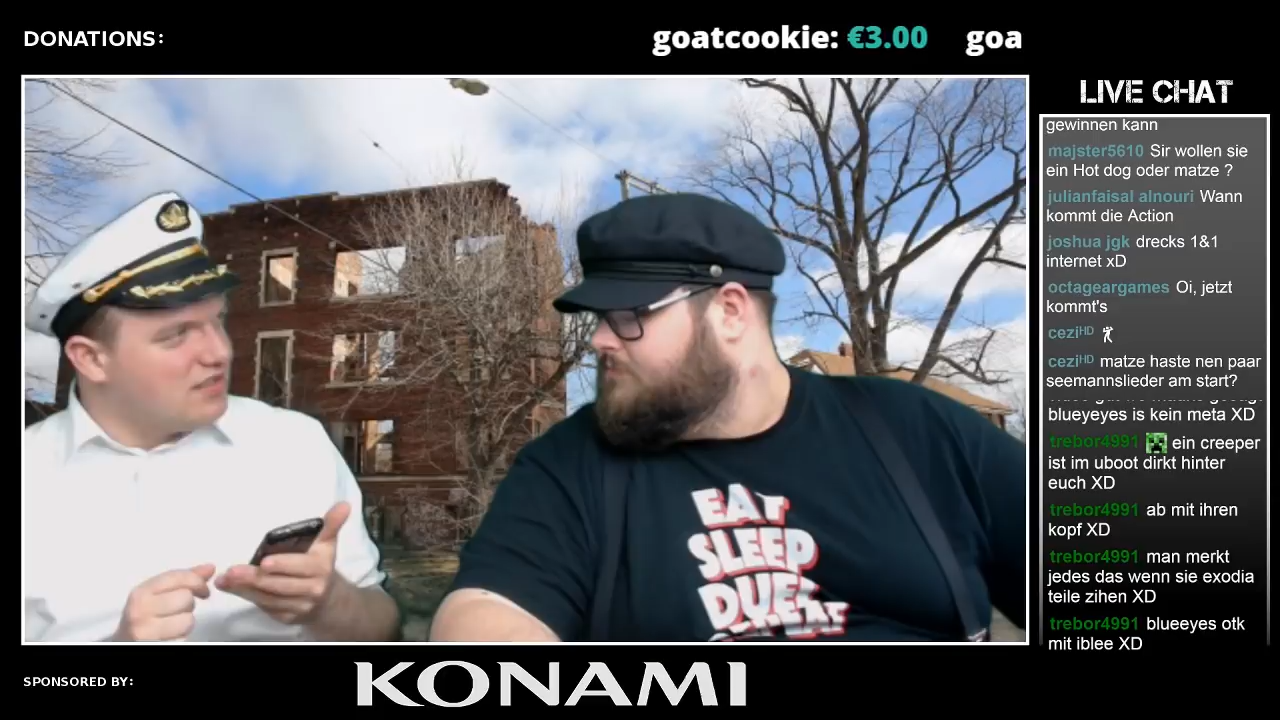 DONATIONS:
goatcookie: €3.00 goa
LIVE CHAT
gewinnen kann
majster5610 Sir wollen sie
ein Hot dog oder matze ?
julianfaisal alnouri Wann
kommt die Action
joshua jgk drecks 1&1
internet xD
octageargames Oi, jetzt
kommt's
ceziᴴᴰ
ceziᴴᴰ matze haste nen paar
seemannslieder am start?
blueyeyes is kein meta XD
trebor4991 ein creeper
ist im uboot dirkt hinter
euch XD
trebor4991 ab mit ihren
kopf XD
trebor4991 man merkt
jedes das wenn sie exodia
teile zihen XD
trebor4991 blueeyes otk
mit iblee XD
EAT
SLEEP
DUEL
REPEAT
SPONSORED BY:
KONAMI